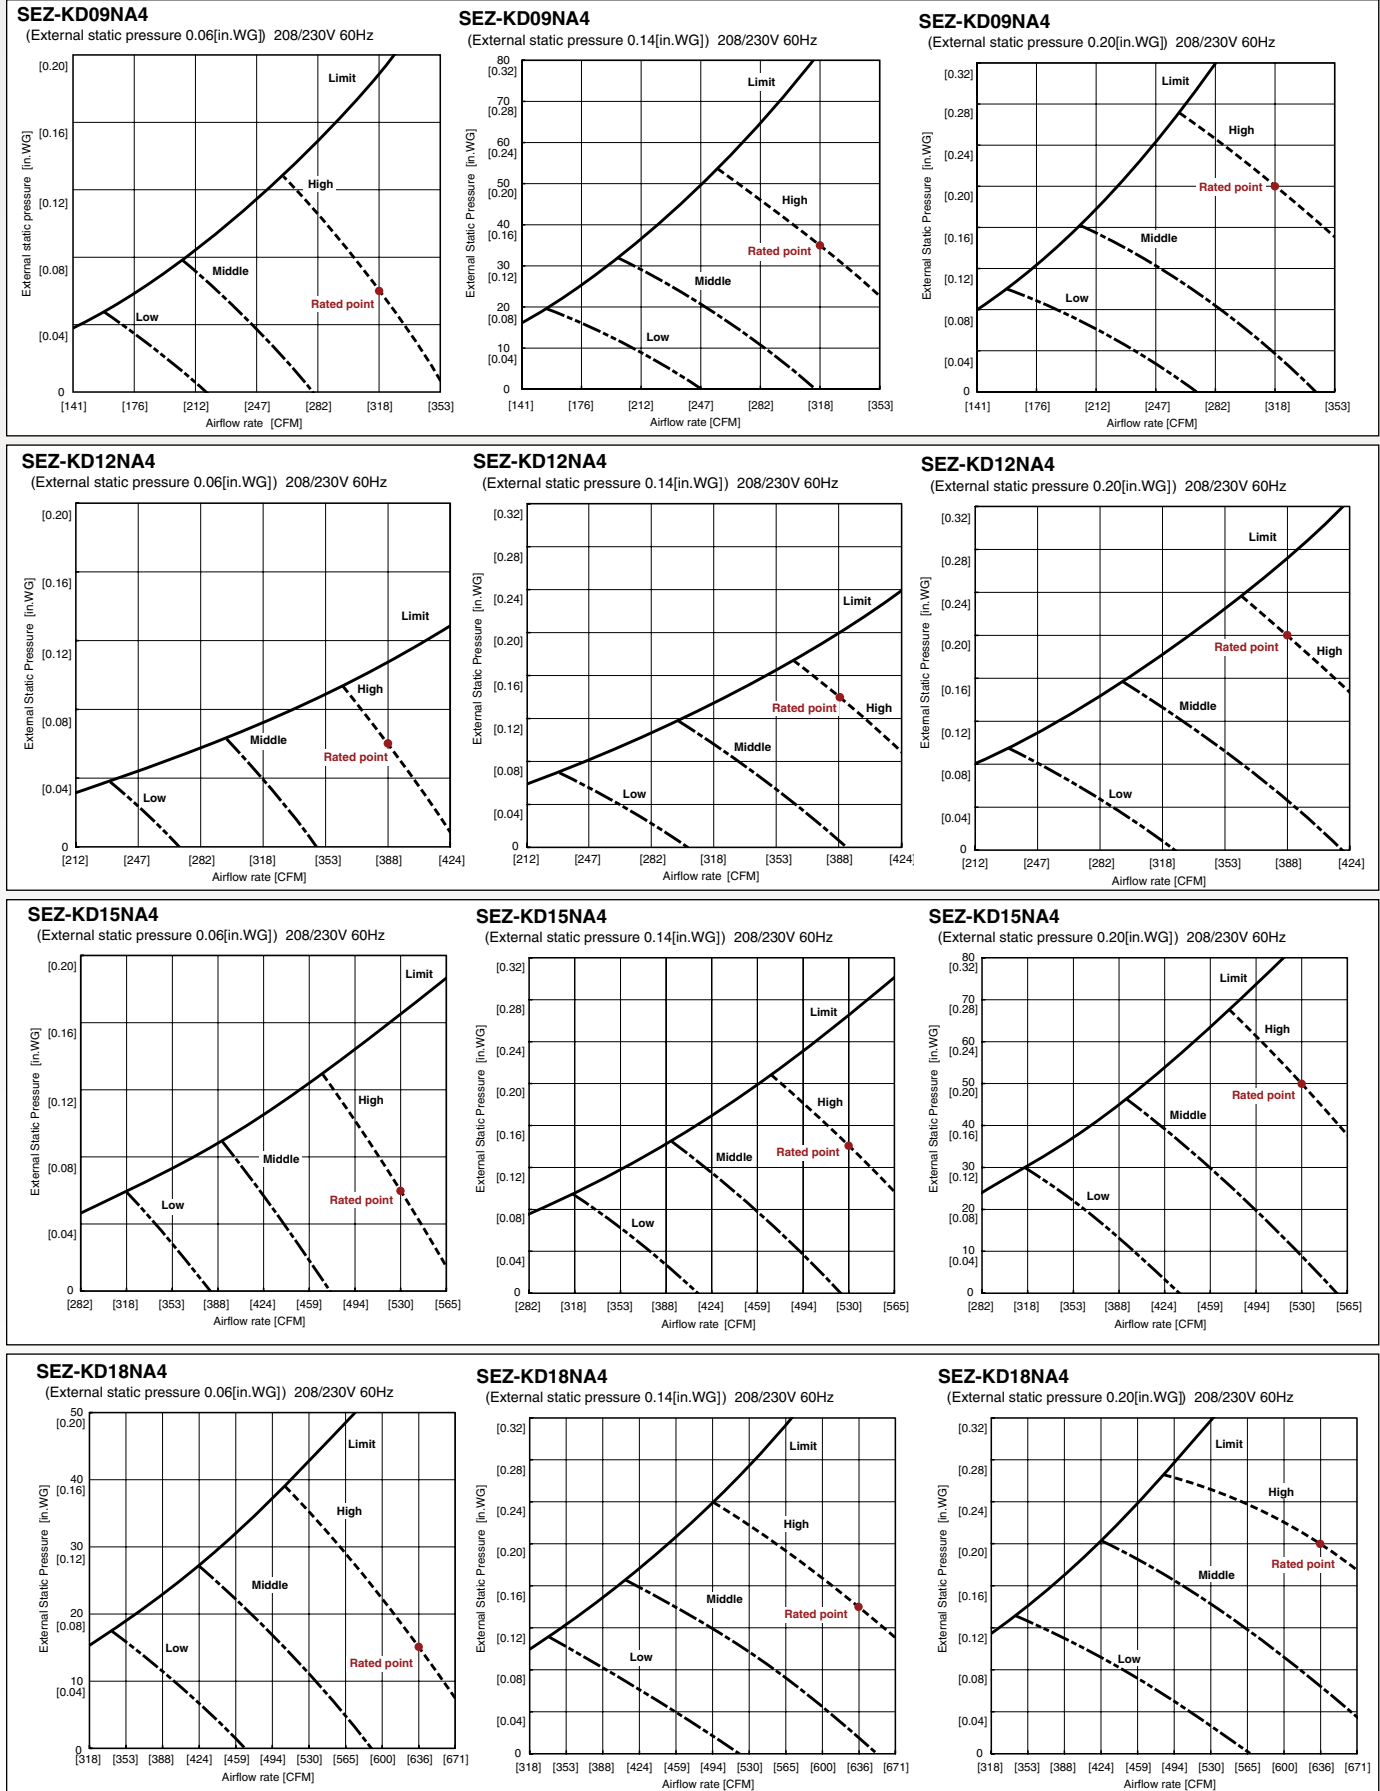 SEZ-KD09NA4
(External static pressure 0.06[in.WG]) 208/230V 60Hz
External static pressure [in.WG]
[0.20]
[0.16]
[0.12]
[0.08]
[0.04]
0
Limit
High
Middle
Low
Rated point
[141] [176] [212] [247] [282] [318] [353]
Airflow rate [CFM]
SEZ-KD09NA4
(External static pressure 0.14[in.WG]) 208/230V 60Hz
External Static Pressure [in.WG]
80
[0.32]
70
[0.28]
60
[0.24]
50
[0.20]
40
[0.16]
30
[0.12]
20
[0.08]
10
[0.04]
0
Limit
High
Rated point
Middle
Low
[141] [176] [212] [247] [282] [318] [353]
Airflow rate [CFM]
SEZ-KD09NA4
(External static pressure 0.20[in.WG]) 208/230V 60Hz
External Static Pressure [in.WG]
[0.32]
[0.28]
[0.24]
[0.20]
[0.16]
[0.12]
[0.08]
[0.04]
0
Limit
High
Rated point
Middle
Low
[141] [176] [212] [247] [282] [318] [353]
Airflow rate [CFM]
SEZ-KD12NA4
(External static pressure 0.06[in.WG]) 208/230V 60Hz
External Static Pressure [in.WG]
[0.20]
[0.16]
[0.12]
[0.08]
[0.04]
0
Limit
High
Middle
Rated point
Low
[212] [247] [282] [318] [353] [388] [424]
Airflow rate [CFM]
SEZ-KD12NA4
(External static pressure 0.14[in.WG]) 208/230V 60Hz
External Static Pressure [in.WG]
[0.32]
[0.28]
[0.24]
[0.20]
[0.16]
[0.12]
[0.08]
[0.04]
0
Limit
Rated point
High
Middle
Low
[212] [247] [282] [318] [353] [388] [424]
Airflow rate [CFM]
SEZ-KD12NA4
(External static pressure 0.20[in.WG]) 208/230V 60Hz
External Static Pressure [in.WG]
[0.32]
[0.28]
[0.24]
[0.20]
[0.16]
[0.12]
[0.08]
[0.04]
0
Limit
Rated point
High
Middle
Low
[212] [247] [282] [318] [353] [388] [424]
Airflow rate [CFM]
SEZ-KD15NA4
(External static pressure 0.06[in.WG]) 208/230V 60Hz
External Static Pressure [in.WG]
[0.20]
[0.16]
[0.12]
[0.08]
[0.04]
0
Limit
High
Middle
Rated point
Low
[282] [318] [353] [388] [424] [459] [494] [530] [565]
Airflow rate [CFM]
SEZ-KD15NA4
(External static pressure 0.14[in.WG]) 208/230V 60Hz
External Static Pressure [in.WG]
[0.32]
[0.28]
[0.24]
[0.20]
[0.16]
[0.12]
[0.08]
[0.04]
0
Limit
High
Rated point
Middle
Low
[282] [318] [353] [388] [424] [459] [494] [530] [565]
Airflow rate [CFM]
SEZ-KD15NA4
(External static pressure 0.20[in.WG]) 208/230V 60Hz
External Static Pressure [in.WG]
80
[0.32]
70
[0.28]
60
[0.24]
50
[0.20]
40
[0.16]
30
[0.12]
20
[0.08]
10
[0.04]
0
Limit
High
Rated point
Middle
Low
[282] [318] [353] [388] [424] [459] [494] [530] [565]
Airflow rate [CFM]
SEZ-KD18NA4
(External static pressure 0.06[in.WG]) 208/230V 60Hz
External Static Pressure [in.WG]
50
[0.20]
40
[0.16]
30
[0.12]
20
[0.08]
10
[0.04]
0
Limit
High
Middle
Low
Rated point
[318] [353] [388] [424] [459] [494] [530] [565] [600] [636] [671]
Airflow rate [CFM]
SEZ-KD18NA4
(External static pressure 0.14[in.WG]) 208/230V 60Hz
External Static Pressure [in.WG]
[0.32]
[0.28]
[0.24]
[0.20]
[0.16]
[0.12]
[0.08]
[0.04]
0
Limit
High
Middle
Rated point
Low
[318] [353] [388] [424] [459] [494] [530] [565] [600] [636] [671]
Airflow rate [CFM]
SEZ-KD18NA4
(External static pressure 0.20[in.WG]) 208/230V 60Hz
External Static Pressure [in.WG]
[0.32]
[0.28]
[0.24]
[0.20]
[0.16]
[0.12]
[0.08]
[0.04]
0
Limit
High
Rated point
Middle
Low
[318] [353] [388] [424] [459] [494] [530] [565] [600] [636] [671]
Airflow rate [CFM]